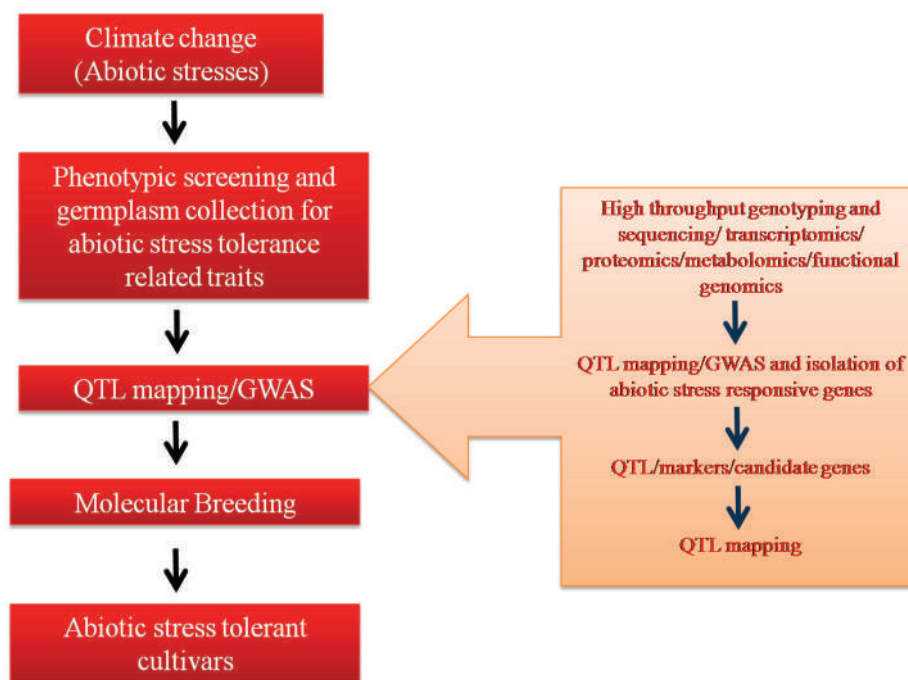 Climate change
(Abiotic stresses)
Phenotypic screening and
germplasm collection for
abiotic stress tolerance
related traits
QTL mapping/GWAS
Molecular Breeding
Abiotic stress tolerant
cultivars
High throughput genotyping and
sequencing/ transcriptomics/
proteomics/metabolomics/functional
genomics
QTL mapping/GWAS and isolation of
abiotic stress responsive genes
QTL/markers/candidate genes
QTL mapping